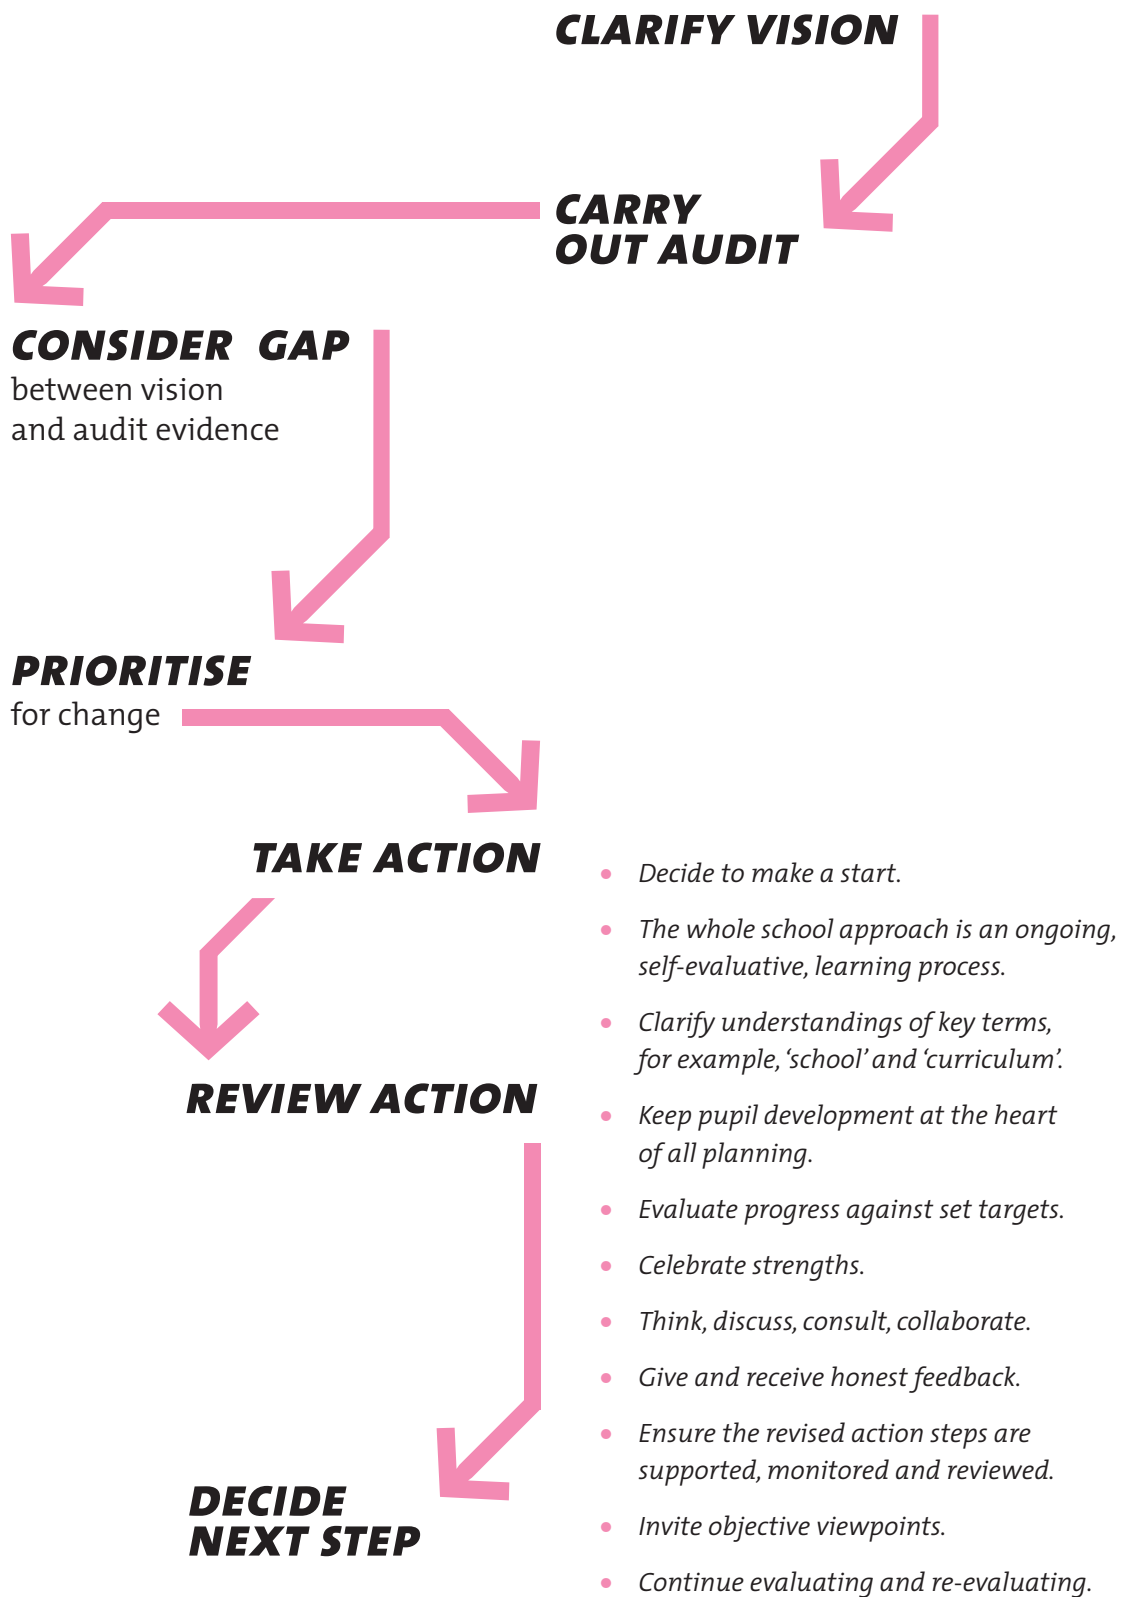 CLARIFY VISION
CARRY
OUT AUDIT
CONSIDER GAP
between vision
and audit evidence
PRIORITISE
for change
TAKE ACTION
REVIEW ACTION
DECIDE
NEXT STEP
• Decide to make a start.
• The whole school approach is an ongoing,
self-evaluative, learning process.
• Clarify understandings of key terms,
for example, ‘school’ and ‘curriculum’.
• Keep pupil development at the heart
of all planning.
• Evaluate progress against set targets.
• Celebrate strengths.
• Think, discuss, consult, collaborate.
• Give and receive honest feedback.
• Ensure the revised action steps are
supported, monitored and reviewed.
• Invite objective viewpoints.
• Continue evaluating and re-evaluating.